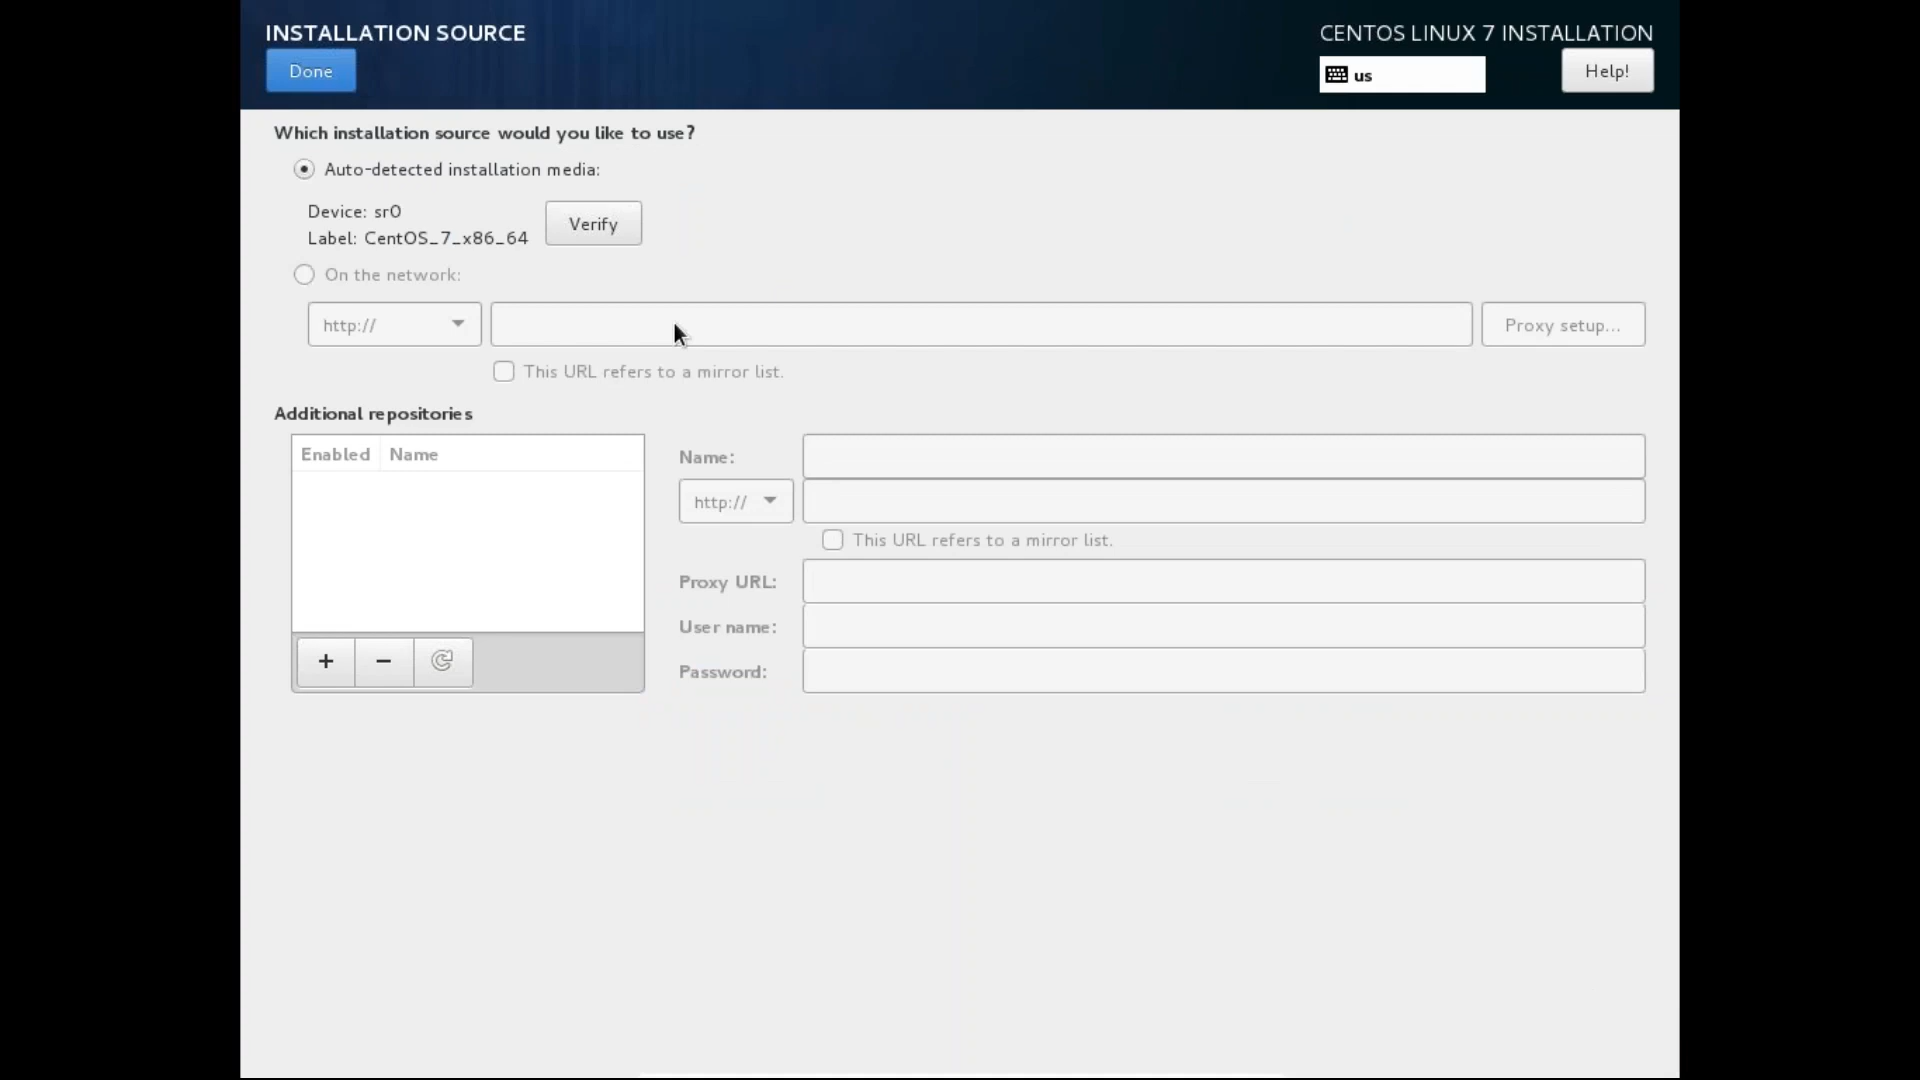 INSTALLATION SOURCE
CENTOS LINUX 7 INSTALLATION
Done
us
Help!
Which installation source would you like to use?
Auto-detected installation media:
Device: sr0
Label: CentOS_7_x86_64
Verify
On the network:
http://
Proxy setup...
This URL refers to a mirror list.
Additional repositories
Enabled Name
Name:
http://
This URL refers to a mirror list.
Proxy URL:
User name:
+ −
Password: